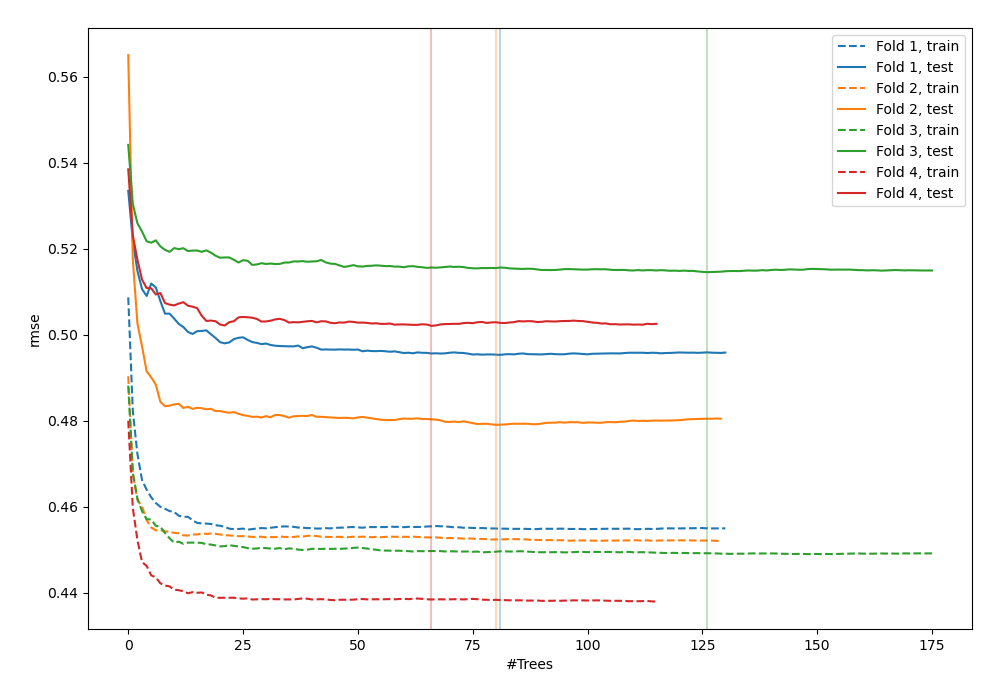 rmse
0.56
0.54
0.52
0.50
0.48
0.46
0.44
0
25
50
75
100
125
150
175
#Trees
Fold 1, train
Fold 1, test
Fold 2, train
Fold 2, test
Fold 3, train
Fold 3, test
Fold 4, train
Fold 4, test